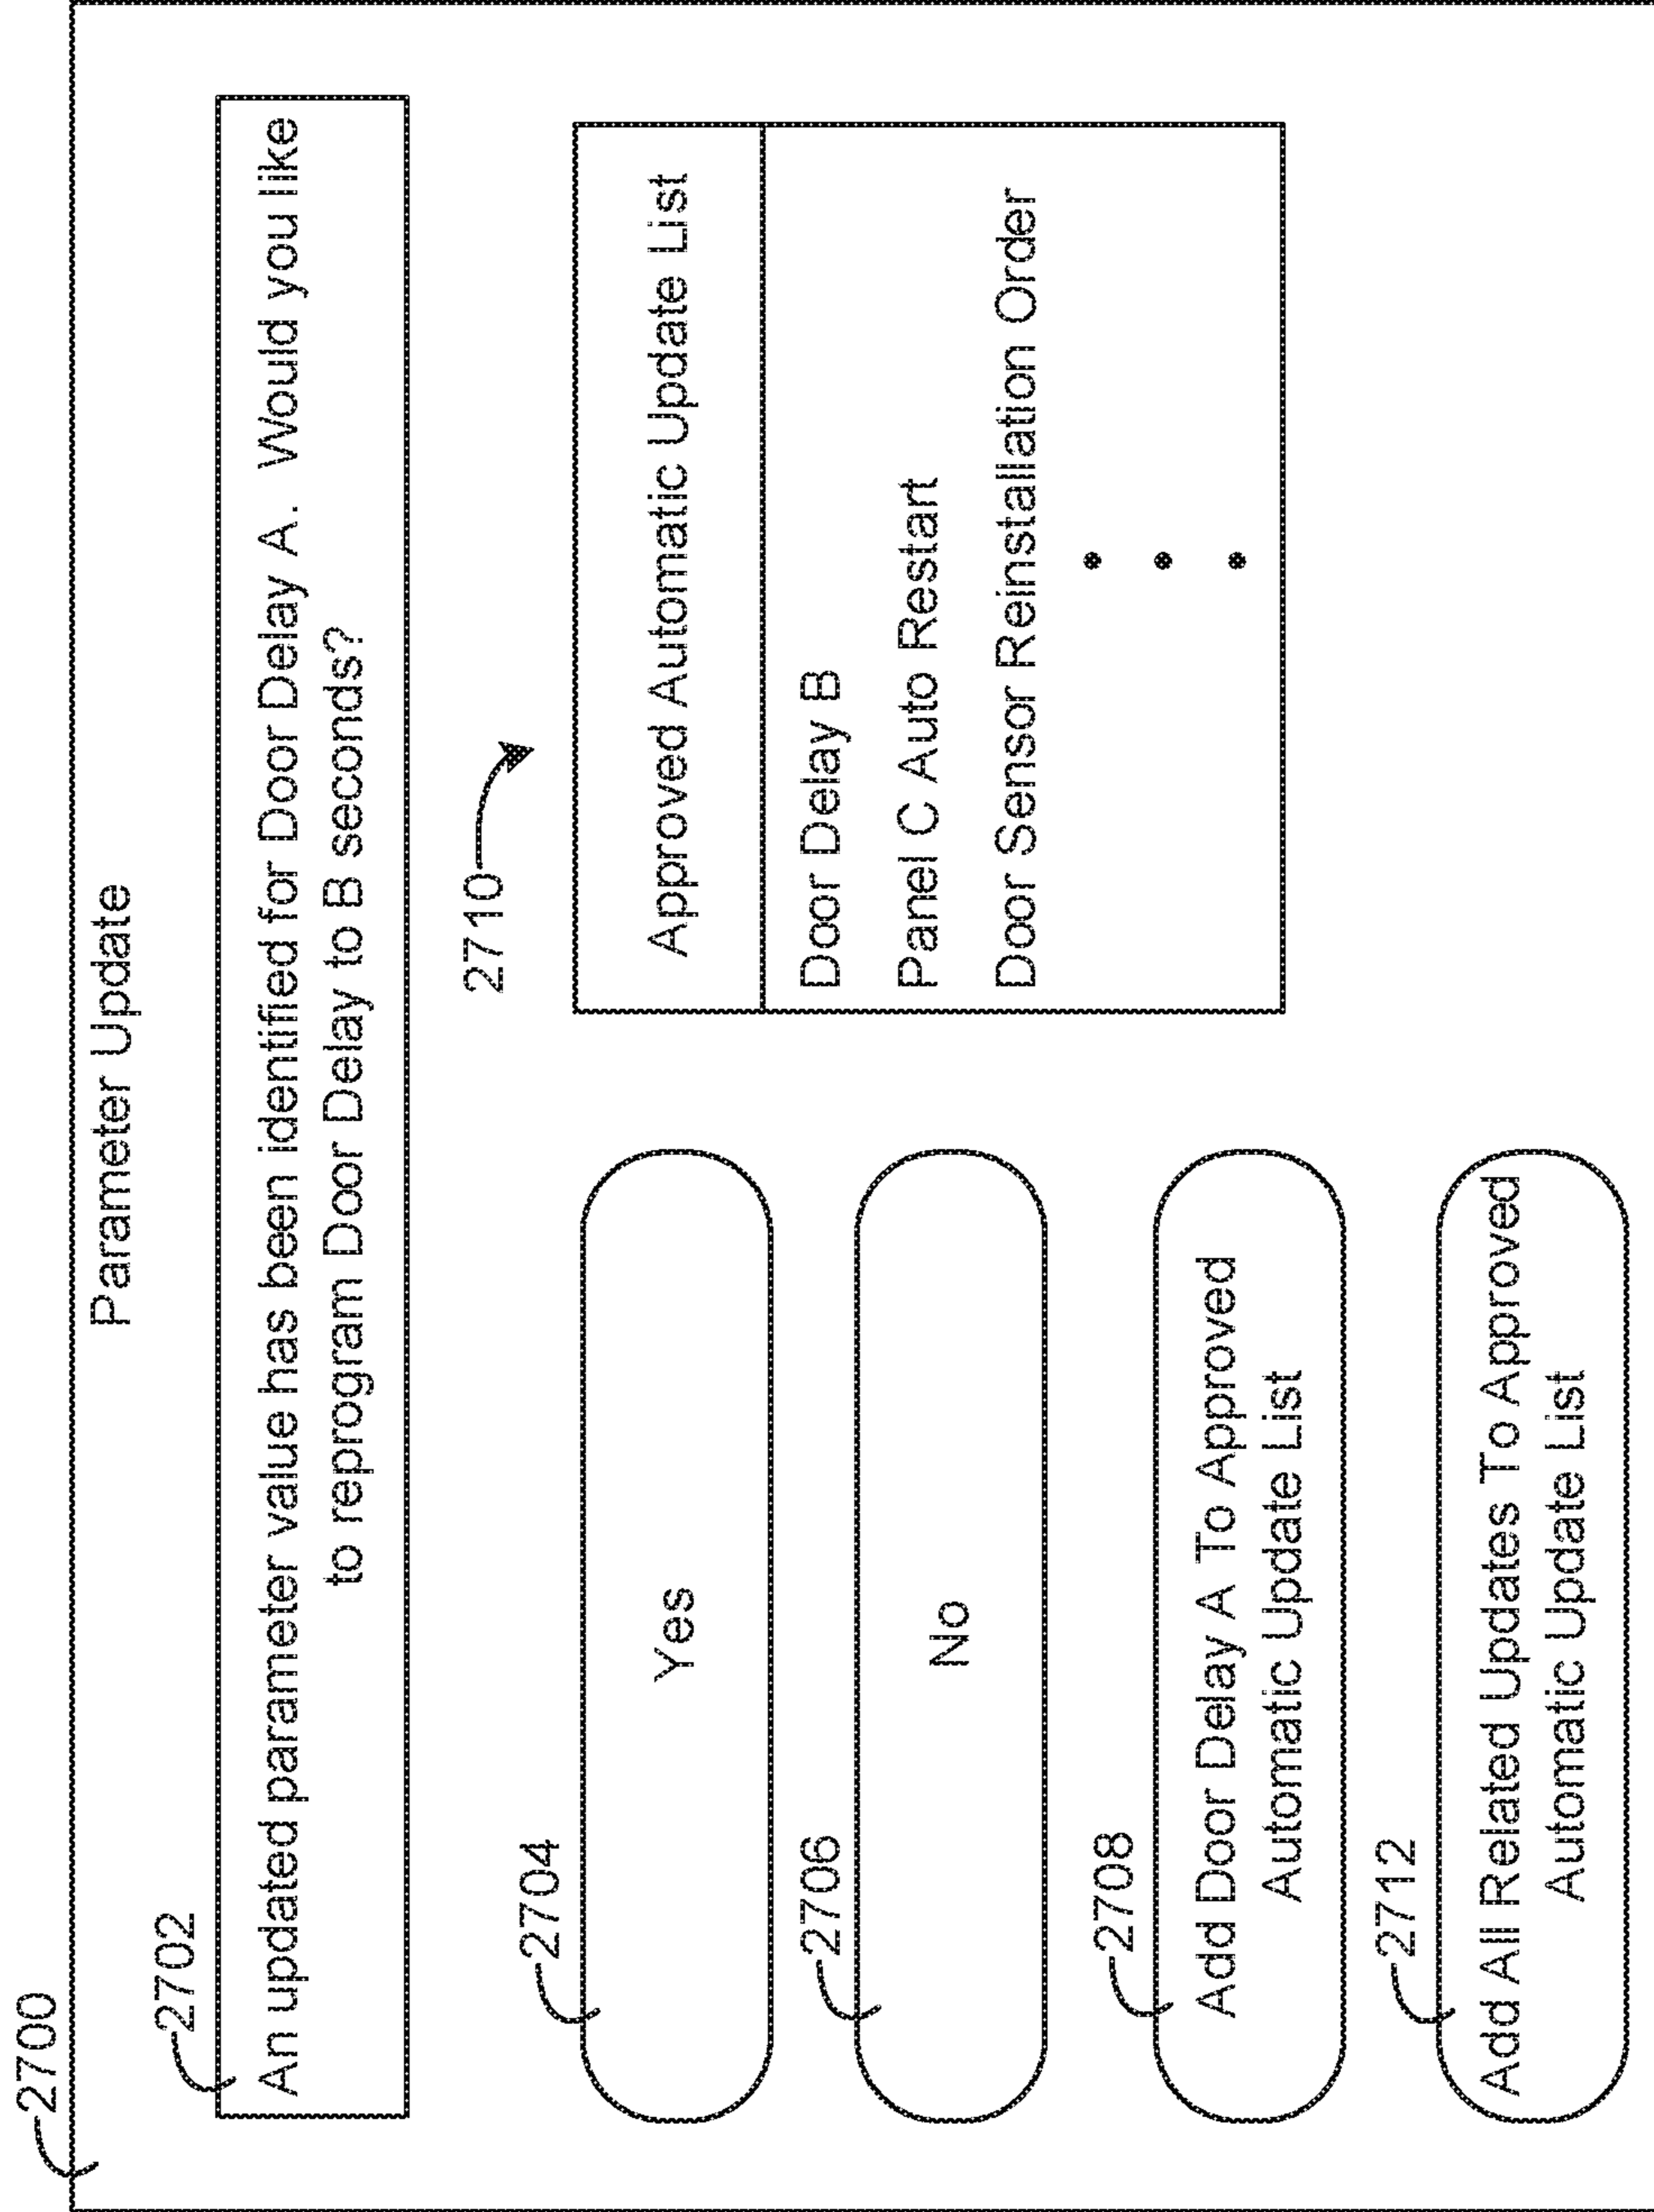 2700
Parameter Update
2702
An updated parameter value has been identified for Door Delay A.  Would you like
to reprogram Door Delay to B seconds?
2704
Yes
2706
No
2708
Add Door Delay A To Approved
Automatic Update List
2712
Add All Related Updates To Approved
Automatic Update List
2710
Approved Automatic Update List
Door Delay B
Panel C Auto Restart
Door Sensor Reinstallation Order